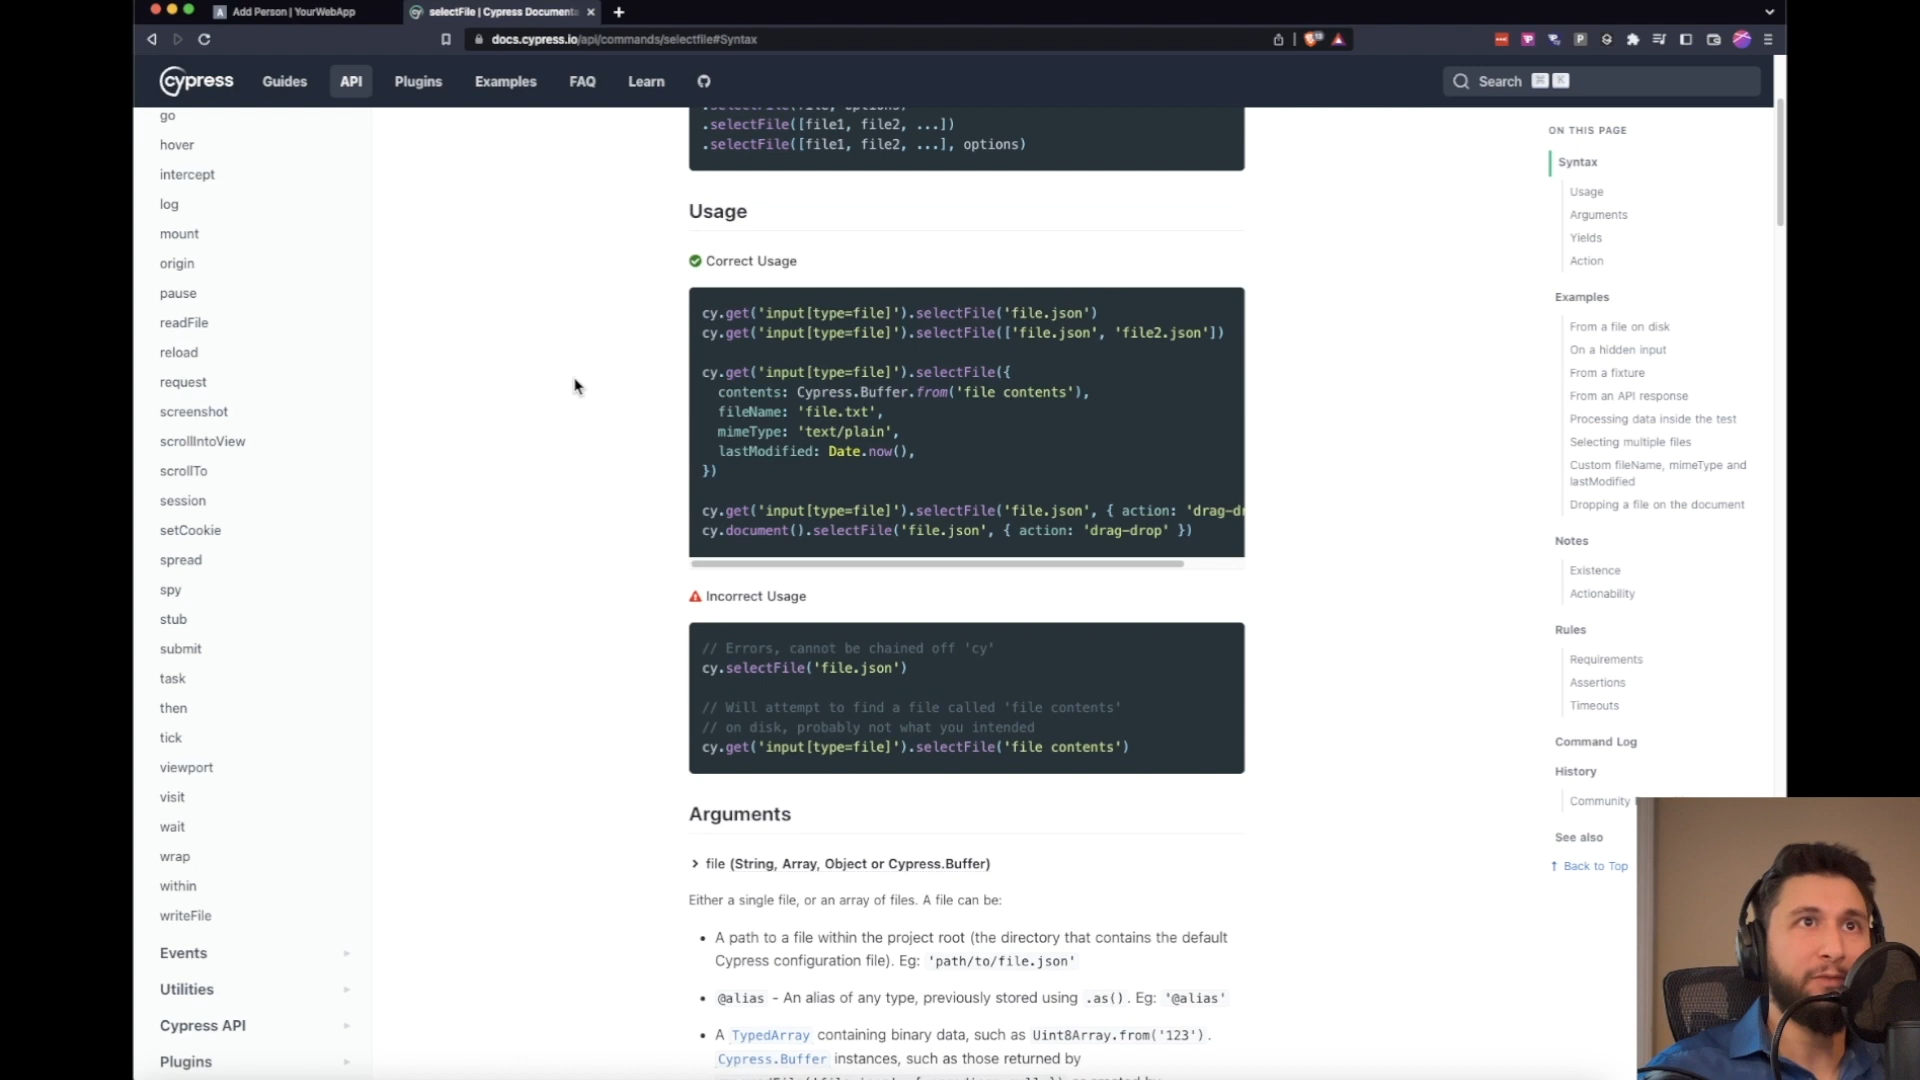 Add Person | YourWebApp
selectFile | Cypress Documenta
docs.cypress.io/api/commands/selectfile#Syntax
cypress
Guides
API
Plugins
Examples
FAQ
Learn
Search ⌘ K
go
hover
intercept
log
mount
origin
pause
readFile
reload
request
screenshot
scrollIntoView
scrollTo
session
setCookie
spread
spy
stub
submit
task
then
tick
viewport
visit
wait
wrap
within
writeFile
Events
Utilities
Cypress API
Plugins
.selectFile(file, options)
.selectFile([file1, file2, ...])
.selectFile([file1, file2, ...], options)
Usage
Correct Usage
cy.get('input[type=file]').selectFile('file.json')
cy.get('input[type=file]').selectFile(['file.json', 'file2.json'])
cy.get('input[type=file]').selectFile({
contents: Cypress.Buffer.from('file contents'),
fileName: 'file.txt',
mimeType: 'text/plain',
lastModified: Date.now(),
})
cy.get('input[type=file]').selectFile('file.json', { action: 'drag-dr
cy.document().selectFile('file.json', { action: 'drag-drop' })
Incorrect Usage
// Errors, cannot be chained off 'cy'
cy.selectFile('file.json')
// Will attempt to find a file called 'file contents'
// on disk, probably not what you intended
cy.get('input[type=file]').selectFile('file contents')
Arguments
file (String, Array, Object or Cypress.Buffer)
Either a single file, or an array of files. A file can be:
• A path to a file within the project root (the directory that contains the default
Cypress configuration file). Eg: 'path/to/file.json'
• @alias - An alias of any type, previously stored using .as(). Eg: '@alias'
• A TypedArray containing binary data, such as Uint8Array.from('123').
Cypress.Buffer instances, such as those returned by
ON THIS PAGE
Syntax
Usage
Arguments
Yields
Action
Examples
From a file on disk
On a hidden input
From a fixture
From an API response
Processing data inside the test
Selecting multiple files
Custom fileName, mimeType and
lastModified
Dropping a file on the document
Notes
Existence
Actionability
Rules
Requirements
Assertions
Timeouts
Command Log
History
Community
See also
↑ Back to Top